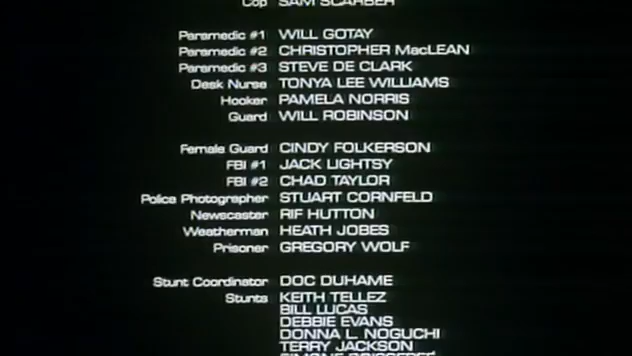 Cop SAM SCARBER
Paramedic #1 WILL GOTAY
Paramedic #2 CHRISTOPHER MacLEAN
Paramedic #3 STEVE DE CLARK
Desk Nurse TONYA LEE WILLIAMS
Hooker PAMELA NORRIS
Guard WILL ROBINSON
Female Guard CINDY FOLKERSON
FBI #1 JACK LIGHTSY
FBI #2 CHAD TAYLOR
Police Photographer STUART CORNFELD
Newscaster RIF HUTTON
Weatherman HEATH JOBES
Prisoner GREGORY WOLF
Stunt Coordinator DOC DUHAME
Stunts KEITH TELLEZ
BILL LUCAS
DEBBIE EVANS
DONNA L. NOGUCHI
TERRY JACKSON